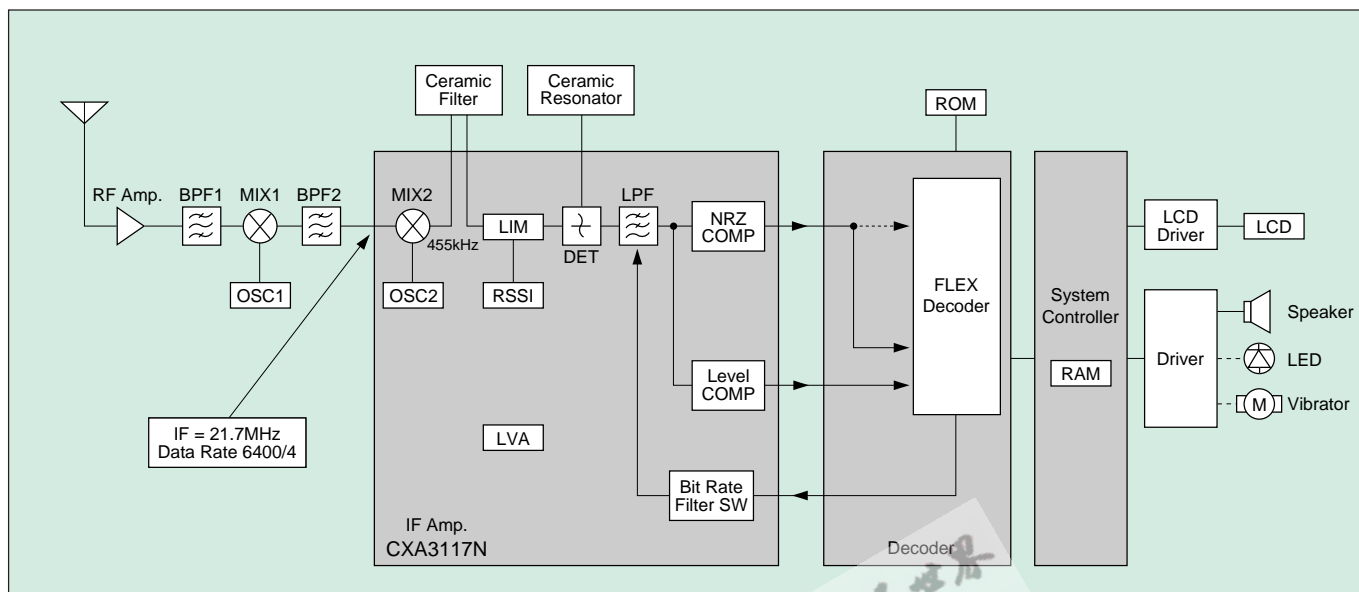 Ceramic
Filter
Ceramic
Resonator
ROM
RF Amp.
BPF1
MIX1
BPF2
MIX2
LPF
455kHz
LIM
DET
NRZ
COMP
OSC1
OSC2
RSSI
FLEX
Decoder
System
Controller
RAM
LCD
Driver
LCD
Driver
Speaker
LED
M
Vibrator
Level
COMP
IF = 21.7MHz
Data Rate 6400/4
LVA
Bit Rate
Filter SW
IF Amp.
CXA3117N
Decoder
世界